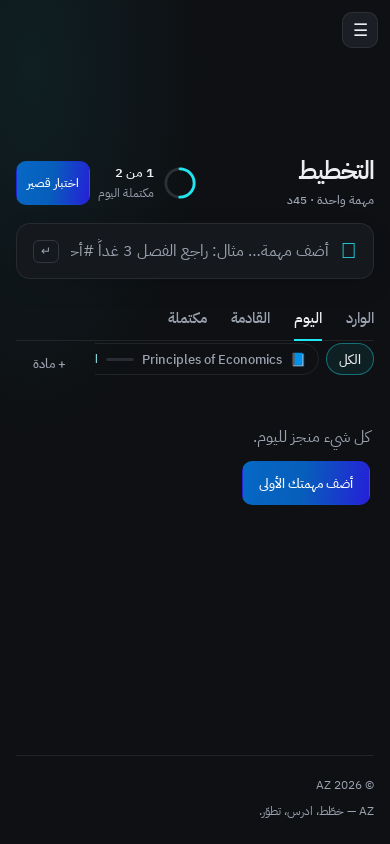 ☰
التخطيط
مهمة واحدة · 45د
1 من 2
مكتملة اليوم
اختبار قصير
أضف مهمة... مثال: راجع الفصل 3 غداً #أح
↵
الوارد
اليوم
القادمة
مكتملة
الكل
📘 Principles of Economics
+ مادة
كل شيء منجز لليوم.
أضف مهمتك الأولى
© 2026 AZ
AZ — خطّط، ادرس، تطوّر.